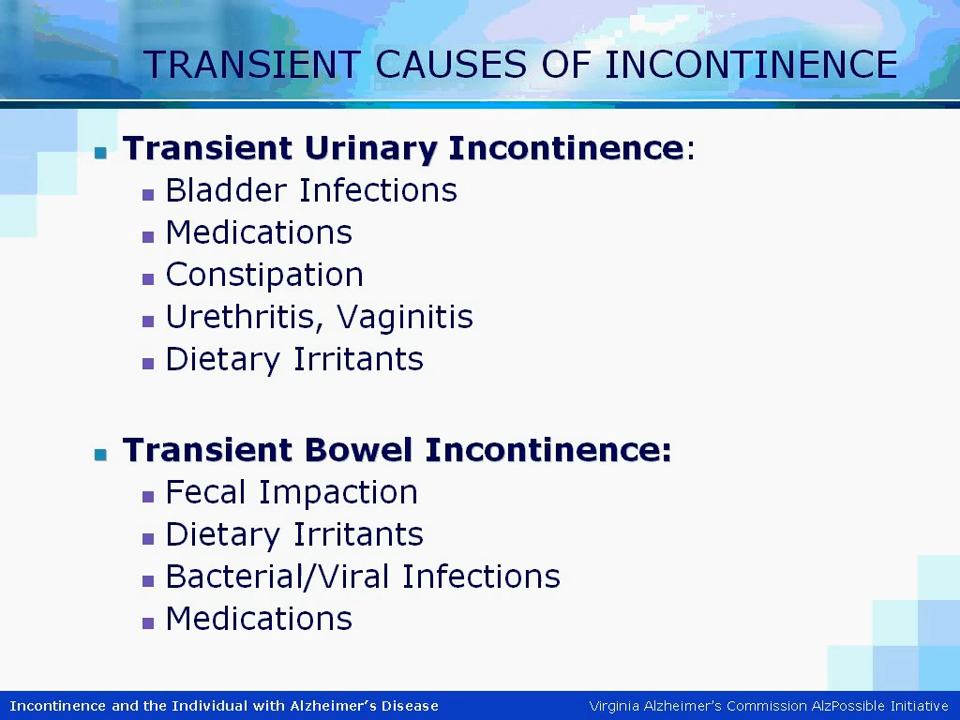 TRANSIENT CAUSES OF INCONTINENCE
Transient Urinary Incontinence:
Bladder Infections
Medications
Constipation
Urethritis, Vaginitis
Dietary Irritants
Transient Bowel Incontinence:
Fecal Impaction
Dietary Irritants
Bacterial/Viral Infections
Medications
Incontinence and the Individual with Alzheimer's Disease
Virginia Alzheimer's Commission AlzPossible Initiative